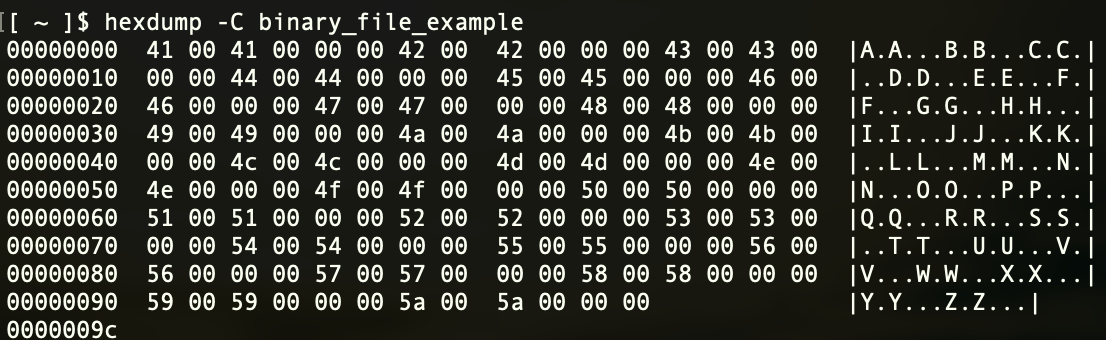 [[ ~ ]$ hexdump -C binary_file_example
00000000  41 00 41 00 00 00 42 00  42 00 00 00 43 00 43 00  |A.A...B.B...C.C.|
00000010  00 00 44 00 44 00 00 00  45 00 45 00 00 00 46 00  |..D.D...E.E...F.|
00000020  46 00 00 00 47 00 47 00  00 00 48 00 48 00 00 00  |F...G.G...H.H...|
00000030  49 00 49 00 00 00 4a 00  4a 00 00 00 4b 00 4b 00  |I.I...J.J...K.K.|
00000040  00 00 4c 00 4c 00 00 00  4d 00 4d 00 00 00 4e 00  |..L.L...M.M...N.|
00000050  4e 00 00 00 4f 00 4f 00  00 00 50 00 50 00 00 00  |N...O.O...P.P...|
00000060  51 00 51 00 00 00 52 00  52 00 00 00 53 00 53 00  |Q.Q...R.R...S.S.|
00000070  00 00 54 00 54 00 00 00  55 00 55 00 00 00 56 00  |..T.T...U.U...V.|
00000080  56 00 00 00 57 00 57 00  00 00 58 00 58 00 00 00  |V...W.W...X.X...|
00000090  59 00 59 00 00 00 5a 00  5a 00 00 00              |Y.Y...Z.Z...|
0000009c